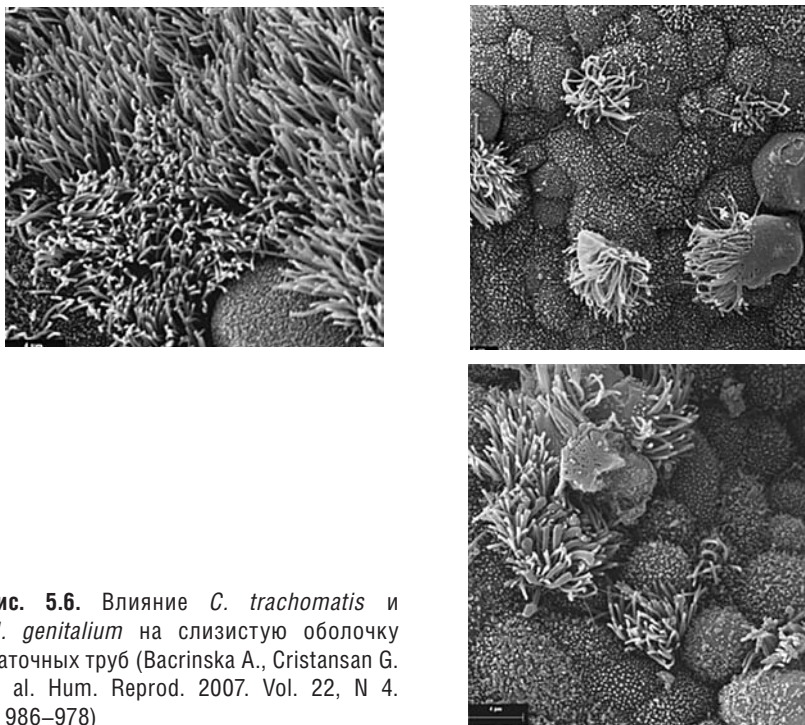 ис. 5.6. Влияние C. trachomatis и
. genitalium на слизистую оболочку
аточных труб (Bacrinska A., Cristansan G.
al. Hum. Reprod. 2007. Vol. 22, N 4.
986–978)